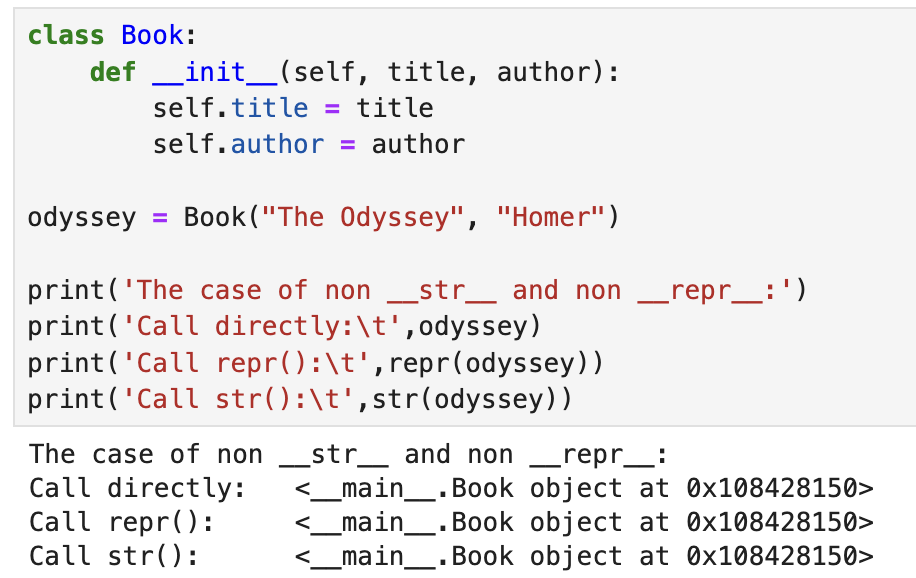 class Book:
    def __init__(self, title, author):
        self.title = title
        self.author = author
odyssey = Book("The Odyssey", "Homer")
print('The case of non __str__ and non __repr__:')
print('Call directly:\t',odyssey)
print('Call repr():\t',repr(odyssey))
print('Call str():\t',str(odyssey))
The case of non __str__ and non __repr__:
Call directly:   <__main__.Book object at 0x108428150>
Call repr():     <__main__.Book object at 0x108428150>
Call str():      <__main__.Book object at 0x108428150>